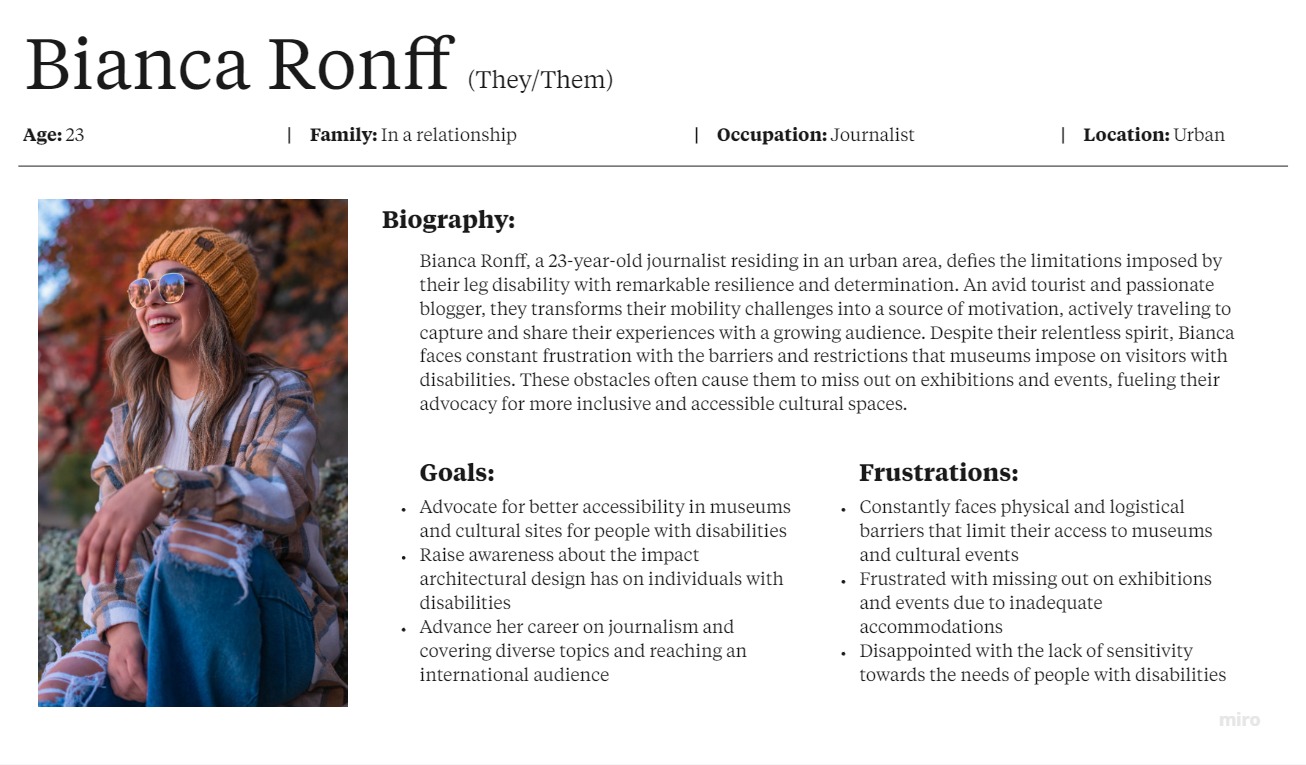 Bianca Ronff (They/Them)
Age: 23 | Family: In a relationship | Occupation: Journalist | Location: Urban
Biography:
Bianca Ronff, a 23-year-old journalist residing in an urban area, defies the limitations imposed by
their leg disability with remarkable resilience and determination. An avid tourist and passionate
blogger, they transforms their mobility challenges into a source of motivation, actively traveling to
capture and share their experiences with a growing audience. Despite their relentless spirit, Bianca
faces constant frustration with the barriers and restrictions that museums impose on visitors with
disabilities. These obstacles often cause them to miss out on exhibitions and events, fueling their
advocacy for more inclusive and accessible cultural spaces.
Goals:
• Advocate for better accessibility in museums
and cultural sites for people with disabilities
• Raise awareness about the impact
architectural design has on individuals with
disabilities
• Advance her career on journalism and
covering diverse topics and reaching an
international audience
Frustrations:
• Constantly faces physical and logistical
barriers that limit their access to museums
and cultural events
• Frustrated with missing out on exhibitions
and events due to inadequate
accommodations
• Disappointed with the lack of sensitivity
towards the needs of people with disabilities
miro